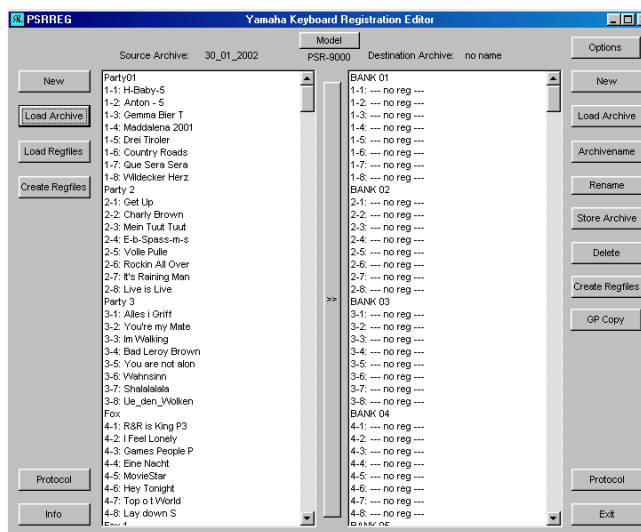 PSRREG
Yamaha Keyboard Registration Editor
Model
Options
Source Archive: 30_01_2002
PSR-9000
Destination Archive: no name
New
Load Archive
Load Regfiles
Create Regfiles
Protocol
Info
Party01
1-1: H-Baby-5
1-2: Anton - 5
1-3: Gemma Bier T
1-4: Maddalena 2001
1-5: Drei Tiroler
1-6: Country Roads
1-7: Que Sera Sera
1-8: Wildecker Herz
Party 2
2-1: Get Up
2-2: Charly Brown
2-3: Mein Tuut Tuut
2-4: E-b-Spass-m-s
2-5: Volle Pulle
2-6: Rockin All Over
2-7: It's Raining Man
2-8: Live is Live
Party 3
3-1: Alles i Griff
3-2: You're my Mate
3-3: Im Walking
3-4: Bad Leroy Brown
3-5: You are not alon
3-6: Wahnsinn
3-7: Shalalalala
3-8: Ue_den_Wolken
Fox
4-1: R&R is King P3
4-2: I Feel Lonely
4-3: Games People P
4-4: Eine Nacht
4-5: MovieStar
4-6: Hey Tonight
4-7: Top o t World
4-8: Lay down S
Fox 1
>>
BANK 01
1-1: --- no reg ---
1-2: --- no reg ---
1-3: --- no reg ---
1-4: --- no reg ---
1-5: --- no reg ---
1-6: --- no reg ---
1-7: --- no reg ---
1-8: --- no reg ---
BANK 02
2-1: --- no reg ---
2-2: --- no reg ---
2-3: --- no reg ---
2-4: --- no reg ---
2-5: --- no reg ---
2-6: --- no reg ---
2-7: --- no reg ---
2-8: --- no reg ---
BANK 03
3-1: --- no reg ---
3-2: --- no reg ---
3-3: --- no reg ---
3-4: --- no reg ---
3-5: --- no reg ---
3-6: --- no reg ---
3-7: --- no reg ---
3-8: --- no reg ---
BANK 04
4-1: --- no reg ---
4-2: --- no reg ---
4-3: --- no reg ---
4-4: --- no reg ---
4-5: --- no reg ---
4-6: --- no reg ---
4-7: --- no reg ---
4-8: --- no reg ---
BANK 05
New
Load Archive
Archivename
Rename
Store Archive
Delete
Create Regfiles
GP Copy
Protocol
Exit